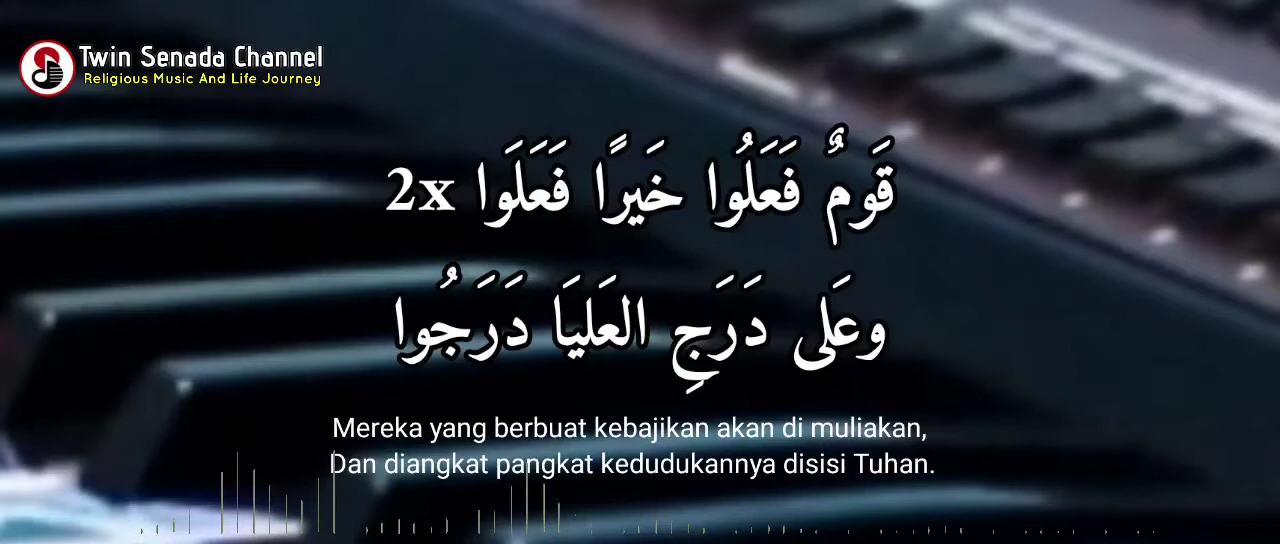 Twin Senada Channel
Religious Music And Life Journey
قَومٌ فَعَلُوا خَيرًا فَعَلَوا 2x
وعَلى دَرَجِ العَليَا دَرَجُوا
Mereka yang berbuat kebajikan akan di muliakan,
Dan diangkat pangkat kedudukannya disisi Tuhan.